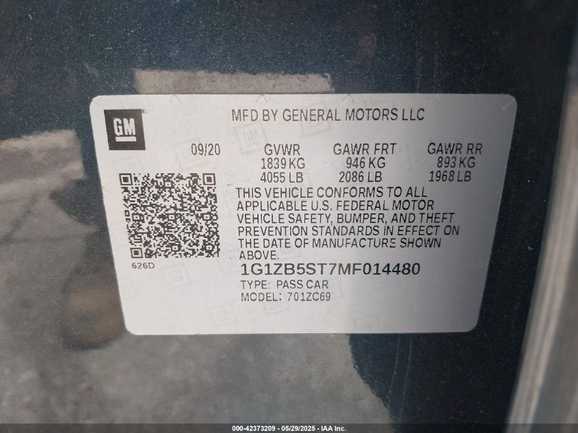 GM
MFD BY GENERAL MOTORS LLC
09/20 GVWR GAWR FRT GAWR RR
1839 KG 946 KG 893 KG
4055 LB 2086 LB 1968 LB
THIS VEHICLE CONFORMS TO ALL
APPLICABLE U.S. FEDERAL MOTOR
VEHICLE SAFETY, BUMPER, AND THEFT
PREVENTION STANDARDS IN EFFECT ON
THE DATE OF MANUFACTURE SHOWN
ABOVE.
626D
1G1ZB5ST7MF014480
TYPE: PASS CAR
MODEL: 701ZC69
000-42373209 - 05/29/2025 - IAA Inc.